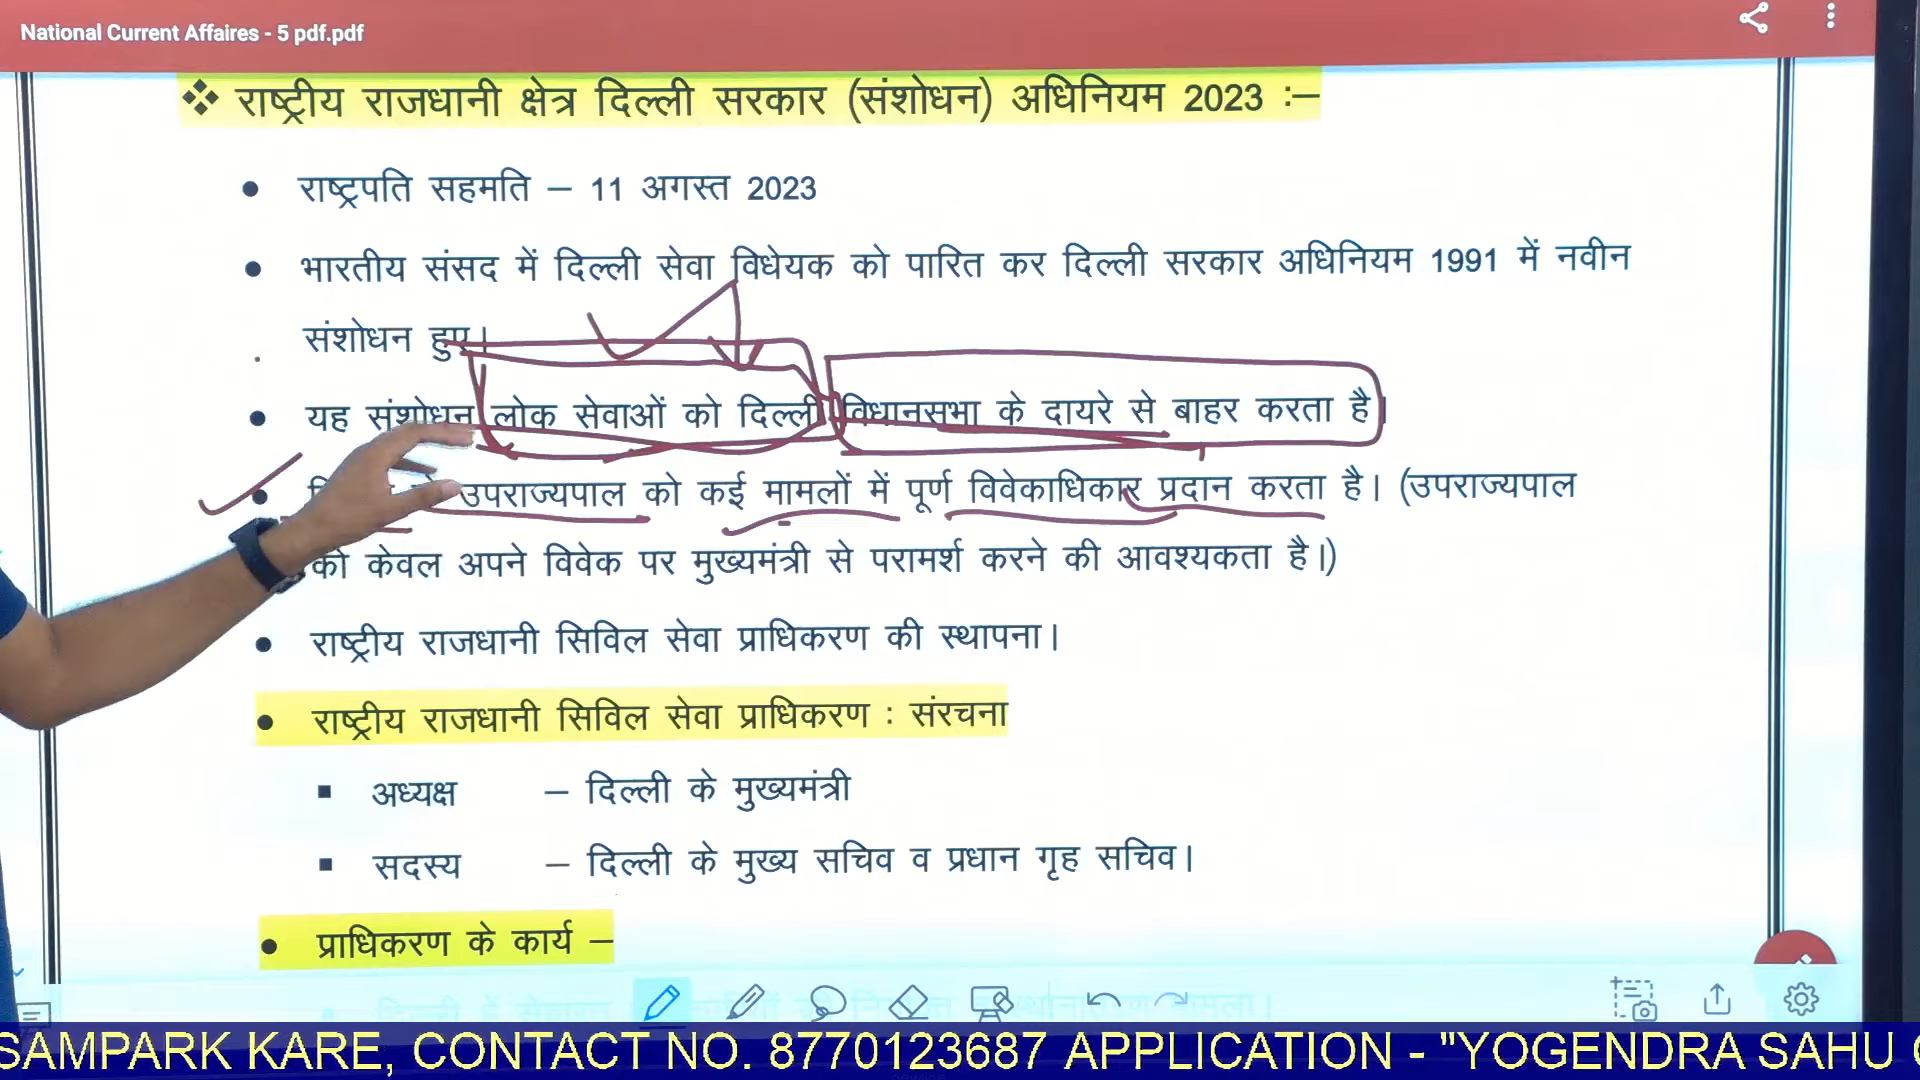 National Current Affaires - 5 pdf.pdf
❖ राष्ट्रीय राजधानी क्षेत्र दिल्ली सरकार (संशोधन) अधिनियम 2023 :–
• राष्ट्रपति सहमति – 11 अगस्त 2023
• भारतीय संसद में दिल्ली सेवा विधेयक को पारित कर दिल्ली सरकार अधिनियम 1991 में नवीन
संशोधन हुए।
• यह संशोधन लोक सेवाओं को दिल्ली विधानसभा के दायरे से बाहर करता है।
• उपराज्यपाल को कई मामलों में पूर्ण विवेकाधिकार प्रदान करता है। (उपराज्यपाल
को केवल अपने विवेक पर मुख्यमंत्री से परामर्श करने की आवश्यकता है।)
• राष्ट्रीय राजधानी सिविल सेवा प्राधिकरण की स्थापना।
• राष्ट्रीय राजधानी सिविल सेवा प्राधिकरण : संरचना
▪ अध्यक्ष – दिल्ली के मुख्यमंत्री
▪ सदस्य – दिल्ली के मुख्य सचिव व प्रधान गृह सचिव।
• प्राधिकरण के कार्य –
SAMPARK KARE, CONTACT NO. 8770123687 APPLICATION - "YOGENDRA SAHU